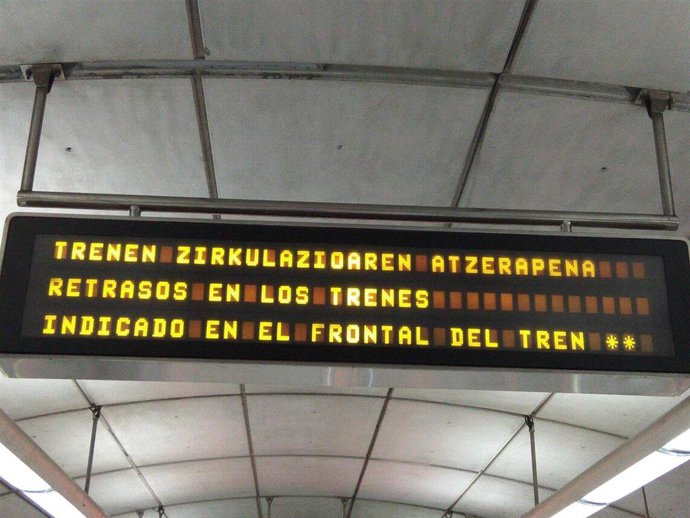 TRENEN ZIRKULAZIOAREN ATZERAPENA
RETRASOS EN LOS TRENES
INDICADO EN EL FRONTAL DEL TREN **